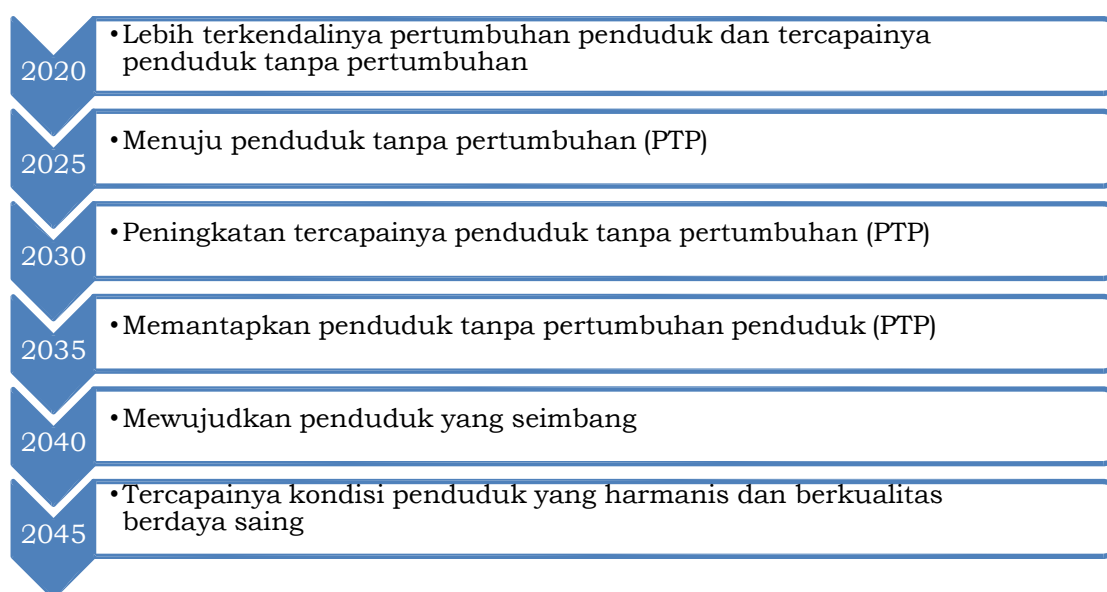 2020
•Lebih terkendalinya pertumbuhan penduduk dan tercapainya
penduduk tanpa pertumbuhan
2025
•Menuju penduduk tanpa pertumbuhan (PTP)
2030
•Peningkatan tercapainya penduduk tanpa pertumbuhan (PTP)
2035
•Memantapkan penduduk tanpa pertumbuhan penduduk (PTP)
2040
•Mewujudkan penduduk yang seimbang
2045
•Tercapainya kondisi penduduk yang harmanis dan berkualitas
berdaya saing